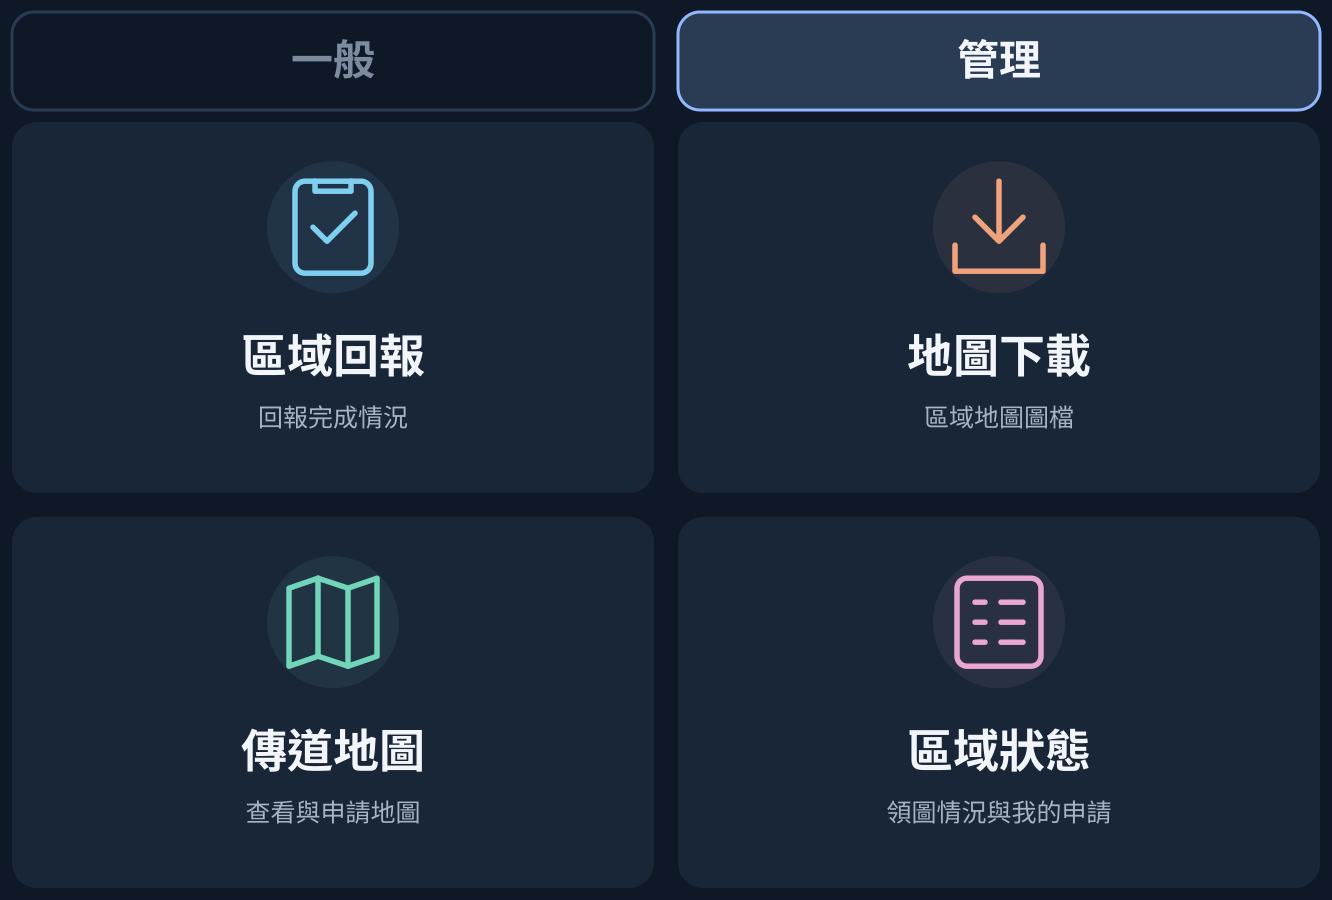 一般
管理
區域回報
回報完成情況
地圖下載
區域地圖圖檔
傳道地圖
查看與申請地圖
區域狀態
領圖情況與我的申請